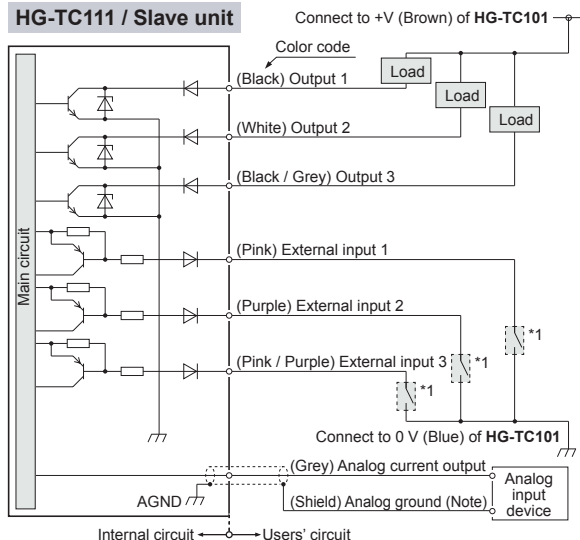 HG-TC111 / Slave unit
Connect to +V (Brown) of HG-TC101
Color code
(Black) Output 1
Load
(White) Output 2
Load
(Black / Grey) Output 3
Load
Main circuit
(Pink) External input 1
(Purple) External input 2
(Pink / Purple) External input 3
*1
*1
*1
Connect to 0 V (Blue) of HG-TC101
(Grey) Analog current output
AGND
(Shield) Analog ground (Note)
Analog
input
device
Internal circuit
Users' circuit